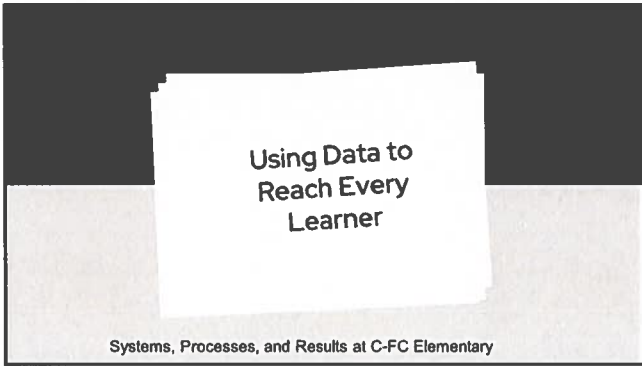 Using Data to
Reach Every
Learner
Systems, Processes, and Results at C-FC Elementary